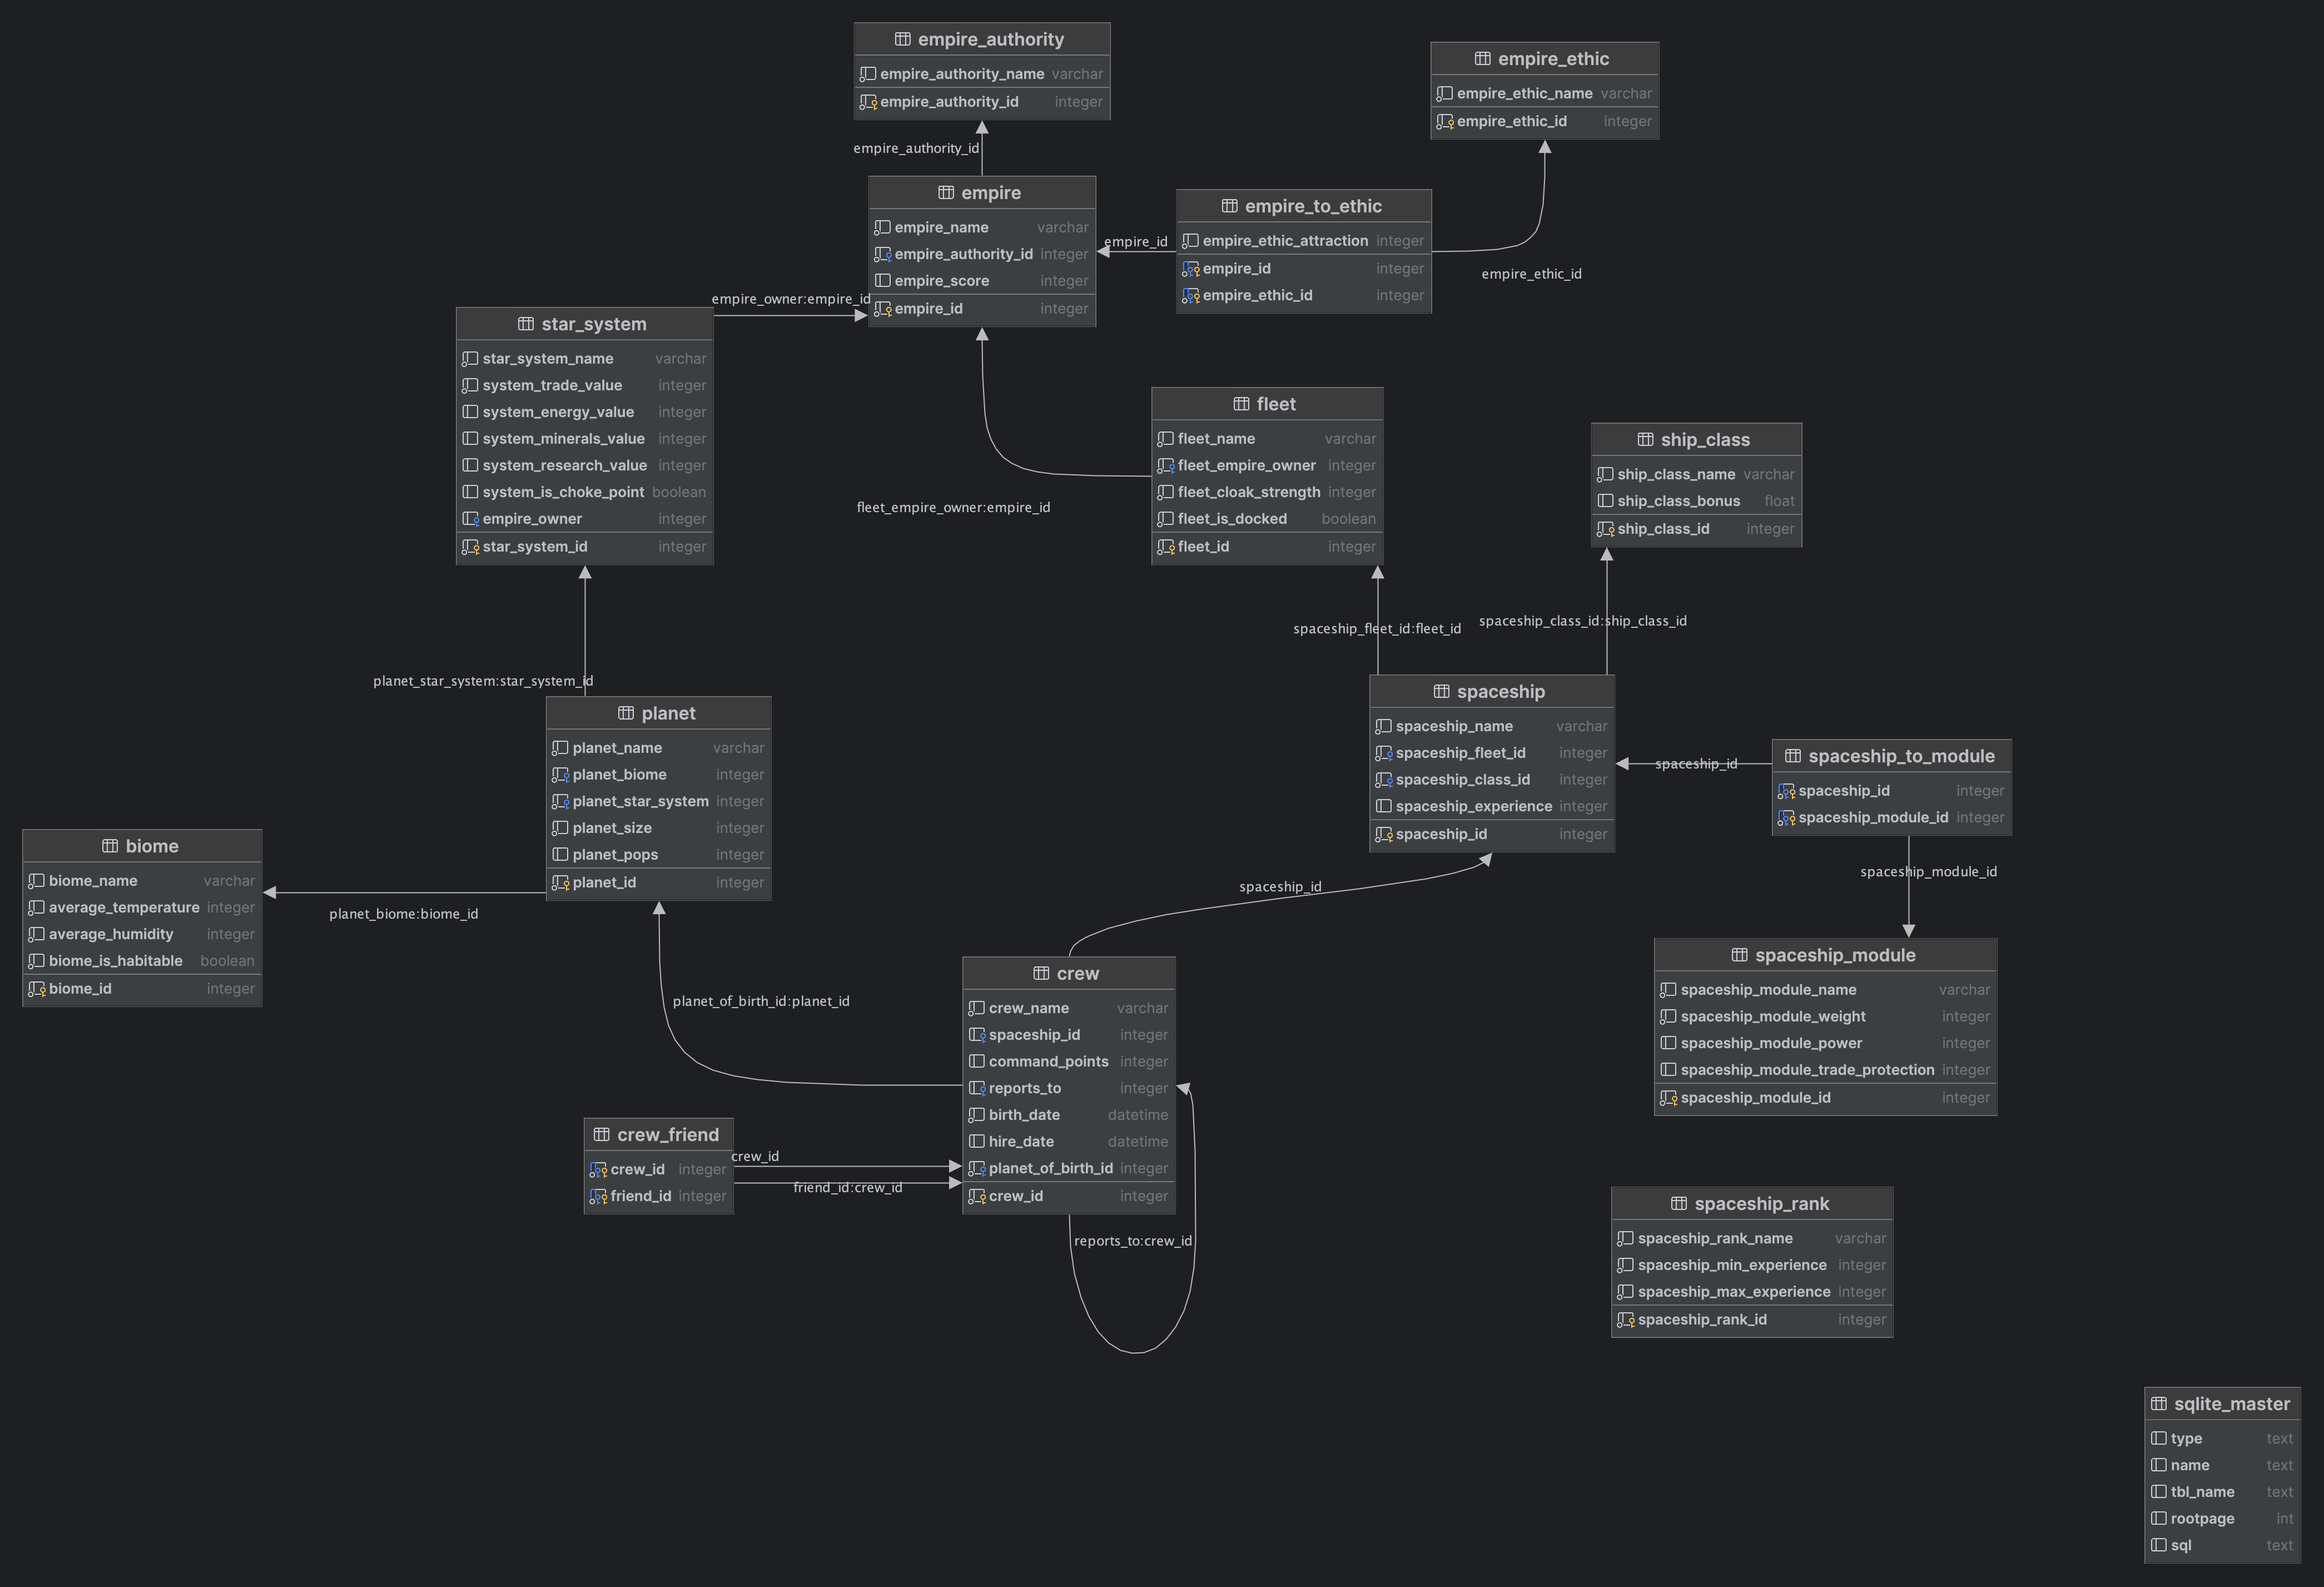 empire_authority
empire_authority_name varchar
empire_authority_id integer
empire_ethic
empire_ethic_name varchar
empire_ethic_id integer
empire_authority_id
empire
empire_name varchar
empire_authority_id integer
empire_score integer
empire_id integer
empire_id
empire_to_ethic
empire_ethic_attraction integer
empire_id integer
empire_ethic_id integer
empire_ethic_id
empire_owner:empire_id
star_system
star_system_name varchar
system_trade_value integer
system_energy_value integer
system_minerals_value integer
system_research_value integer
system_is_choke_point boolean
empire_owner integer
star_system_id integer
fleet
fleet_name varchar
fleet_empire_owner integer
fleet_cloak_strength integer
fleet_is_docked boolean
fleet_id integer
fleet_empire_owner:empire_id
ship_class
ship_class_name varchar
ship_class_bonus float
ship_class_id integer
spaceship_fleet_id:fleet_id
spaceship_class_id:ship_class_id
planet_star_system:star_system_id
planet
planet_name varchar
planet_biome integer
planet_star_system integer
planet_size integer
planet_pops integer
planet_id integer
spaceship
spaceship_name varchar
spaceship_fleet_id integer
spaceship_class_id integer
spaceship_experience integer
spaceship_id integer
spaceship_id
spaceship_to_module
spaceship_id integer
spaceship_module_id integer
spaceship_module_id
biome
biome_name varchar
average_temperature integer
average_humidity integer
biome_is_habitable boolean
biome_id integer
planet_biome:biome_id
spaceship_id
spaceship_module
spaceship_module_name varchar
spaceship_module_weight integer
spaceship_module_power integer
spaceship_module_trade_protection integer
spaceship_module_id integer
planet_of_birth_id:planet_id
crew
crew_name varchar
spaceship_id integer
command_points integer
reports_to integer
birth_date datetime
hire_date datetime
planet_of_birth_id integer
crew_id integer
crew_friend
crew_id integer
friend_id integer
crew_id
friend_id:crew_id
reports_to:crew_id
spaceship_rank
spaceship_rank_name varchar
spaceship_min_experience integer
spaceship_max_experience integer
spaceship_rank_id integer
sqlite_master
type text
name text
tbl_name text
rootpage int
sql text